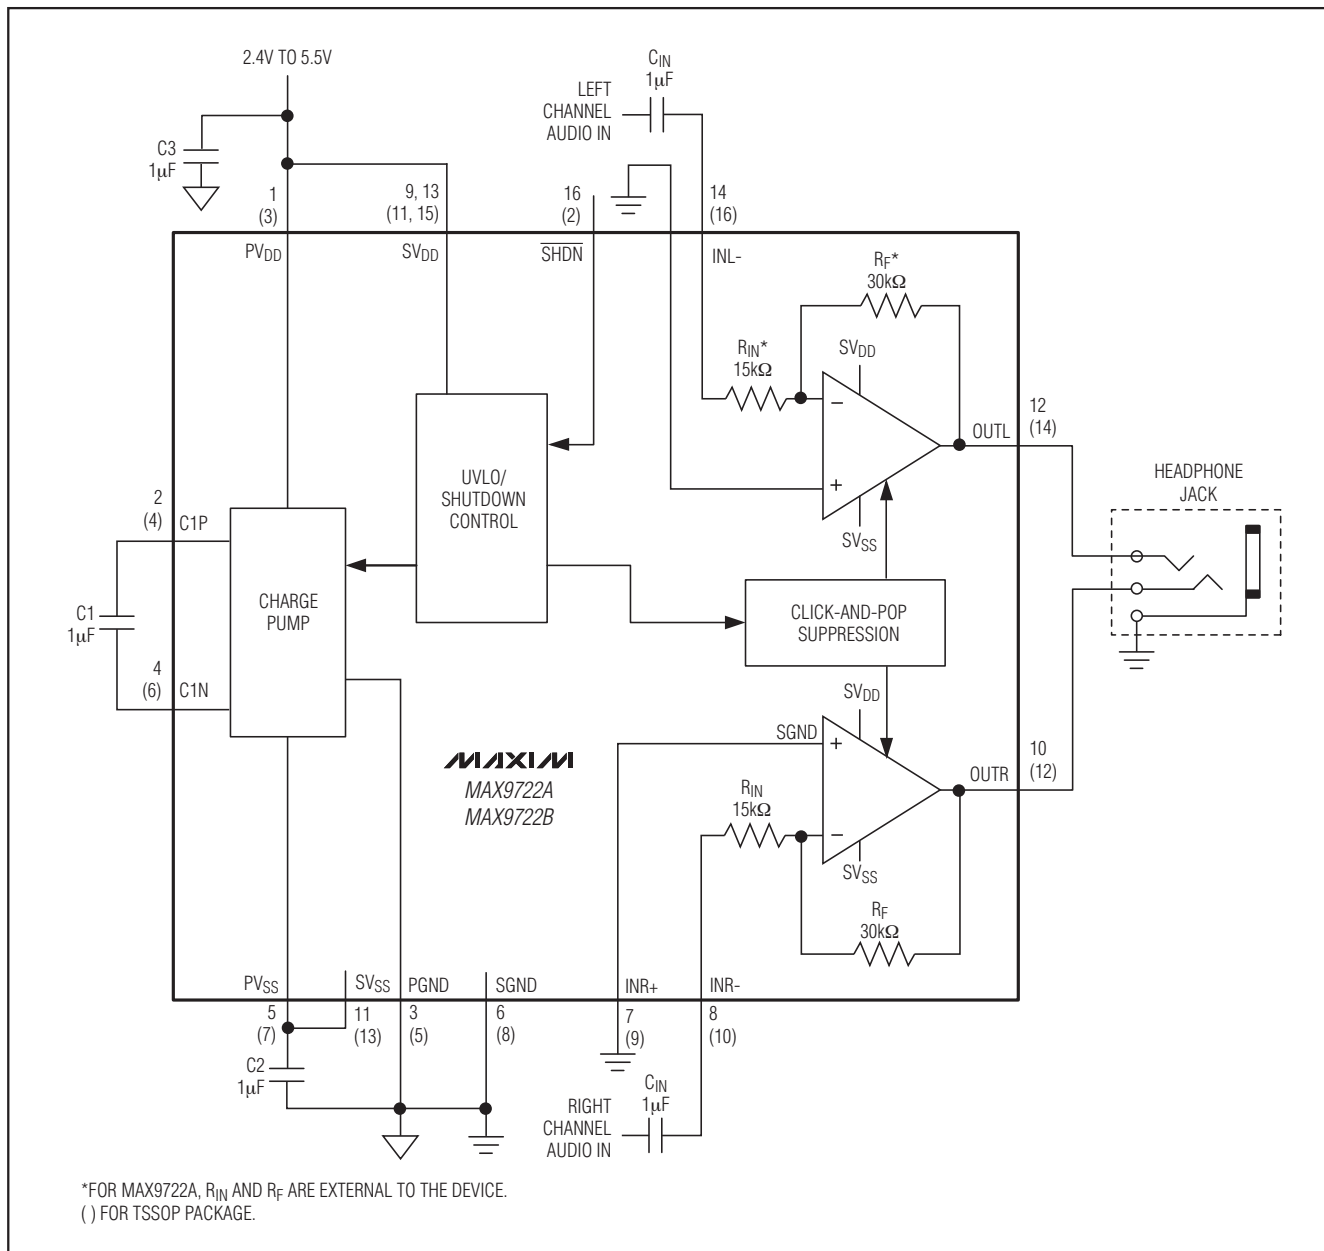 2.4V TO 5.5V
C3
1µF
1
(3)
9, 13
(11, 15)
16
(2)
LEFT
CHANNEL
AUDIO IN
CIN
1µF
14
(16)
PVDD
SVDD
SHDN
INL-
RF*
30kΩ
RIN*
15kΩ
SVDD
−
+
SVSS
OUTL
12
(14)
HEADPHONE
JACK
UVLO/
SHUTDOWN
CONTROL
2
(4)
C1P
C1
1µF
CHARGE
PUMP
4
(6)
C1N
CLICK-AND-POP
SUPPRESSION
MAXIM
MAX9722A
MAX9722B
SGND
SVDD
+
−
SVSS
RIN
15kΩ
RF
30kΩ
OUTR
10
(12)
PVSS
SVSS
PGND
SGND
INR+
INR-
5
(7)
11
(13)
3
(5)
6
(8)
7
(9)
8
(10)
C2
1µF
RIGHT
CHANNEL
AUDIO IN
CIN
1µF
*FOR MAX9722A, RIN AND RF ARE EXTERNAL TO THE DEVICE.
( ) FOR TSSOP PACKAGE.